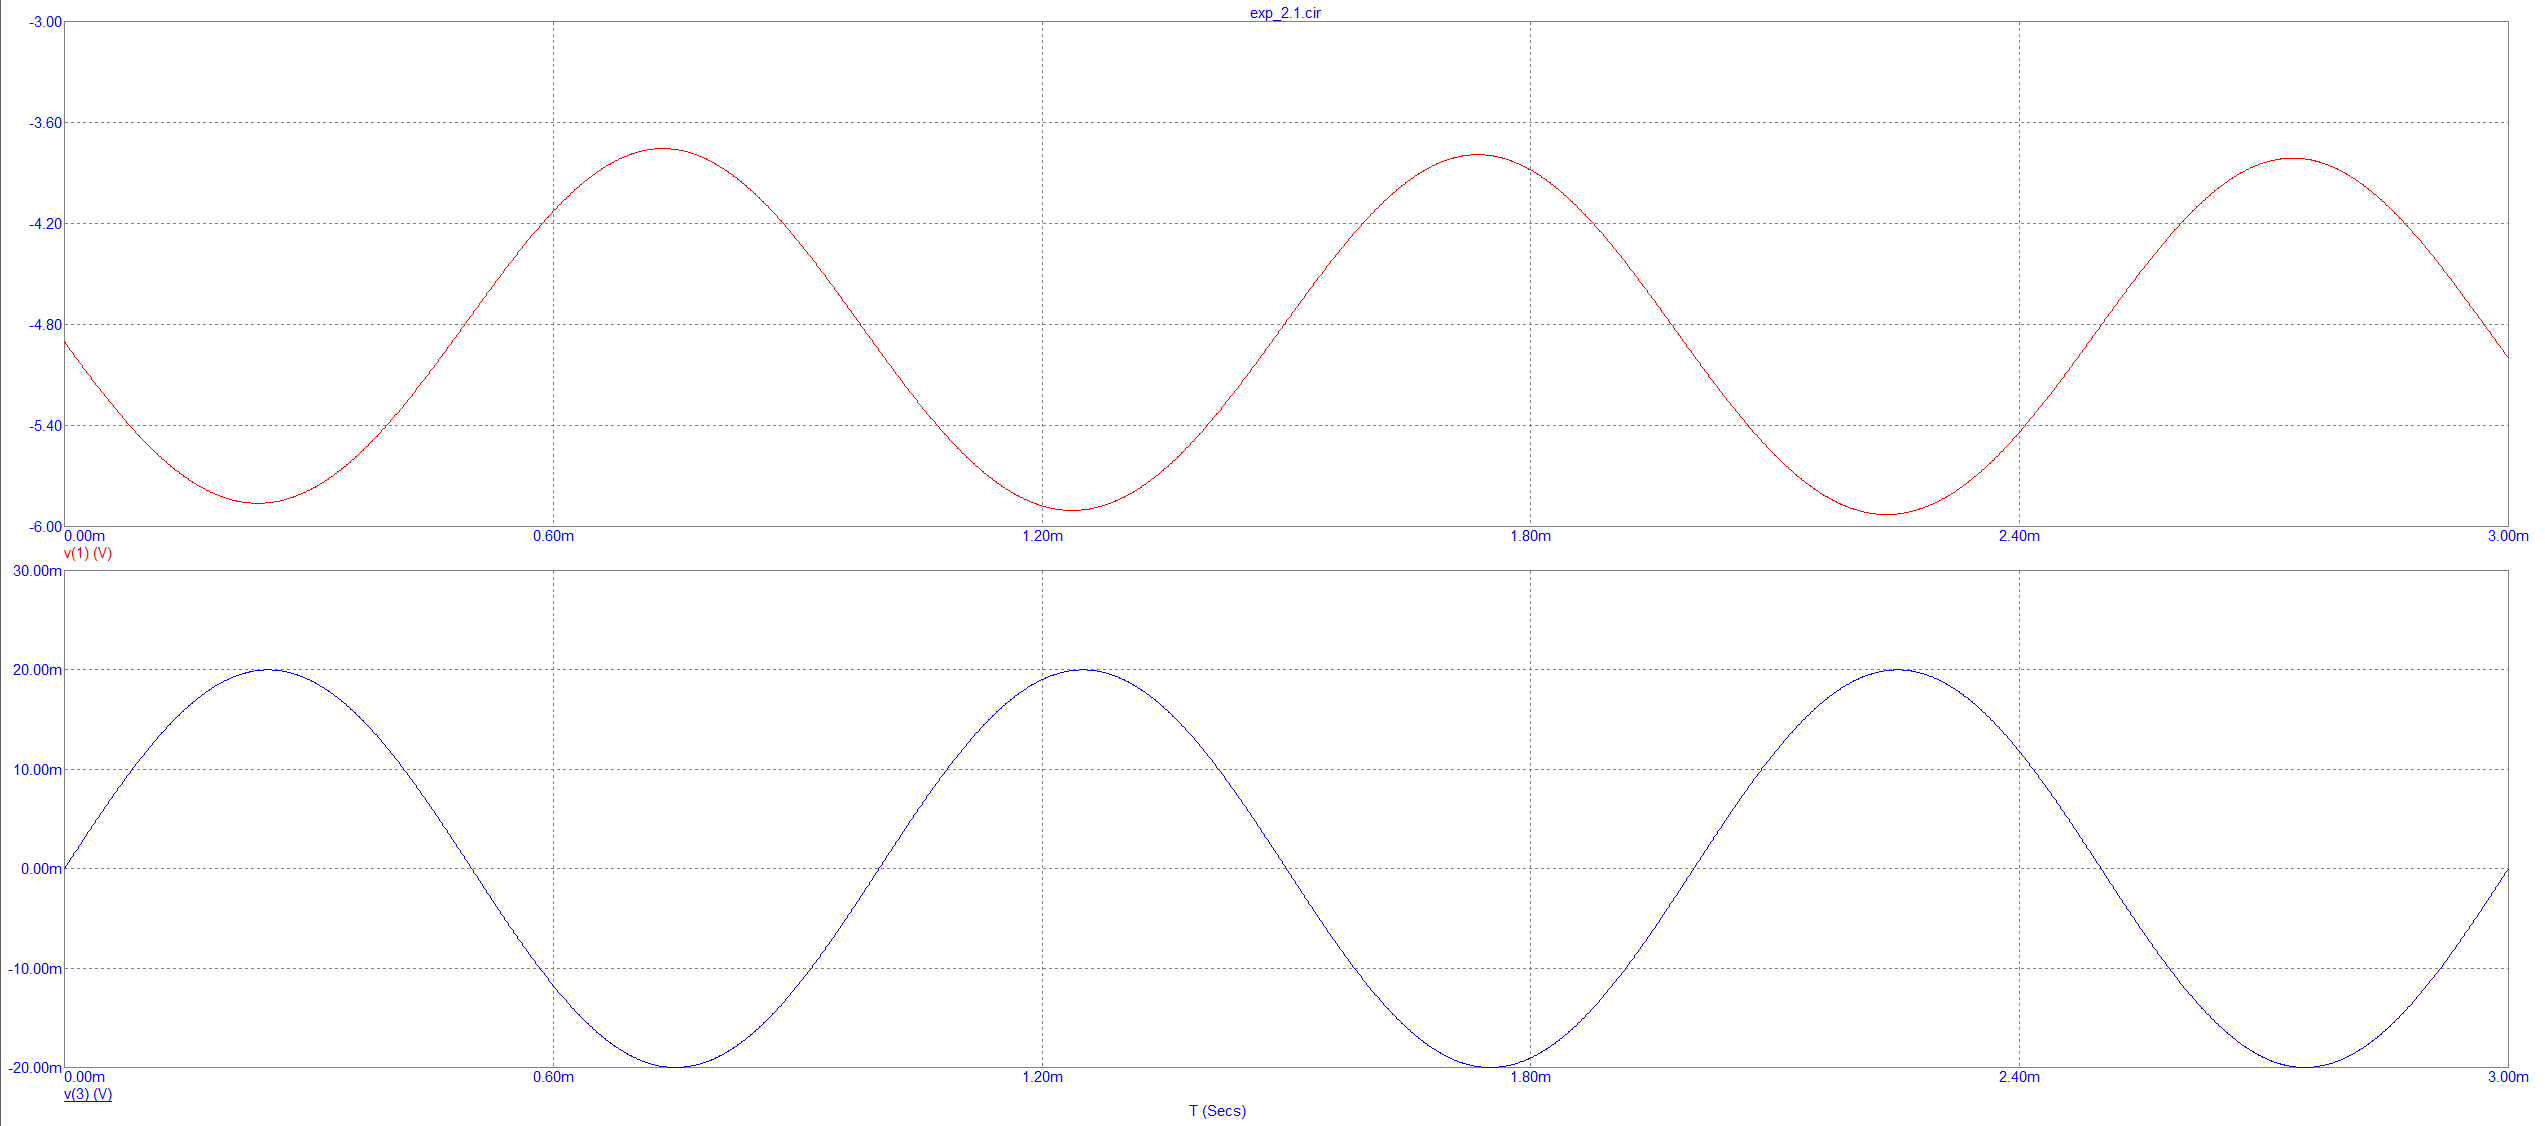 exp_2.1.cir
-3.00
-3.60
-4.20
-4.80
-5.40
-6.00
0.00m 0.60m 1.20m 1.80m 2.40m 3.00m
v(1) (V)
30.00m
20.00m
10.00m
0.00m
-10.00m
-20.00m
0.00m 0.60m 1.20m 1.80m 2.40m 3.00m
v(3) (V)
T (Secs)